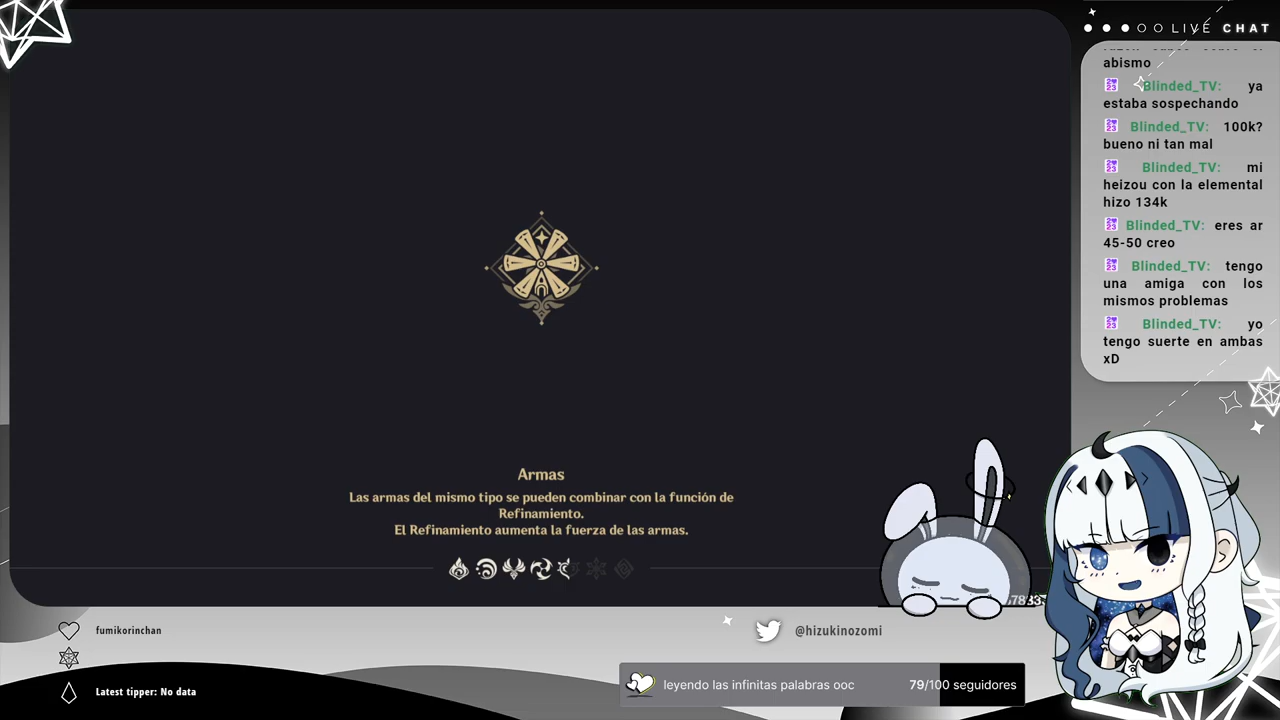 LIVE CHAT
abismo
Blinded_TV: ya
estaba sospechando
Blinded_TV: 100k?
bueno ni tan mal
Blinded_TV: mi
heizou con la elemental
hizo 134k
Blinded_TV: eres ar
45-50 creo
Blinded_TV: tengo
una amiga con los
mismos problemas
Blinded_TV: yo
tengo suerte en ambas
xD
Armas
Las armas del mismo tipo se pueden combinar con la función de
Refinamiento.
El Refinamiento aumenta la fuerza de las armas.
fumikorinchan
@hizukinozomi
leyendo las infinitas palabras ooc 79/100 seguidores
Latest tipper: No data